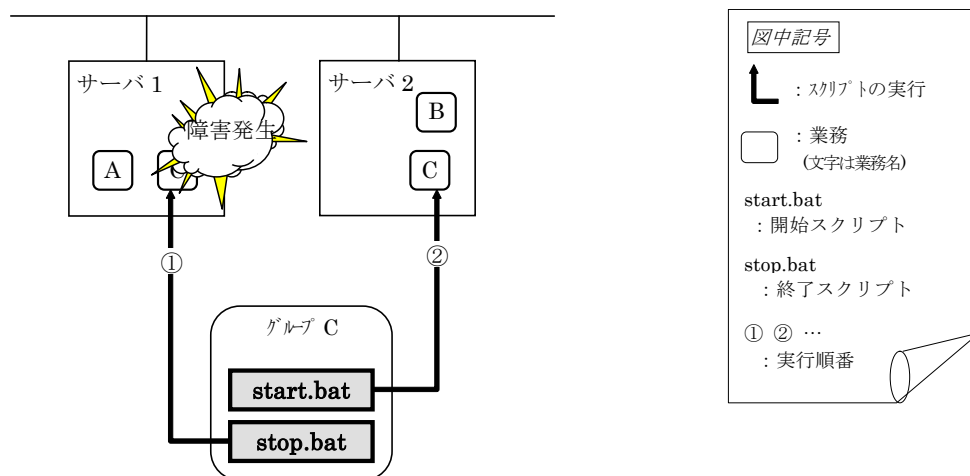 サーバ 1
障害発生
A
サーバ 2
B
C
①
②
グループ C
start.bat
stop.bat
図中記号
：スクリプトの実行
：業務
(文字は業務名)
start.bat
：開始スクリプト
stop.bat
：終了スクリプト
① ② …
：実行順番